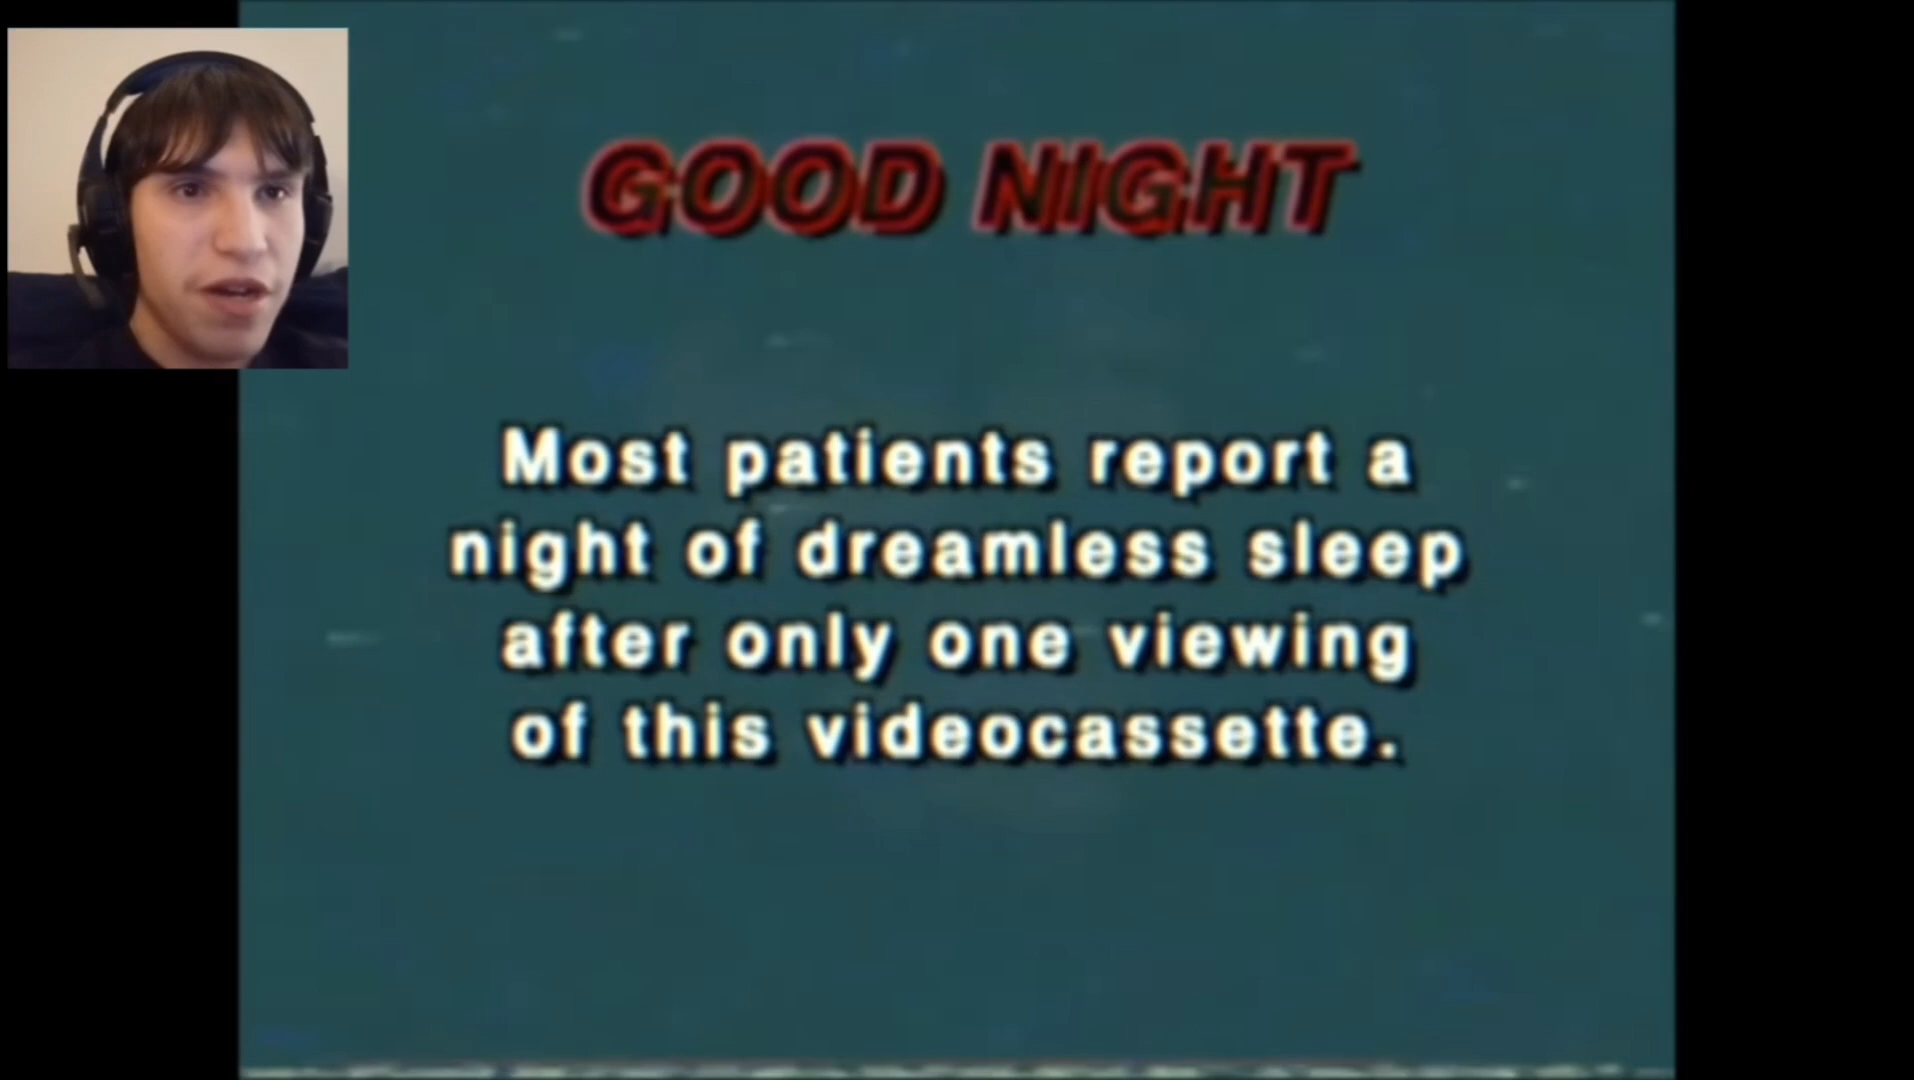 GOOD NIGHT
Most patients report a
night of dreamless sleep
after only one viewing
of this videocassette.